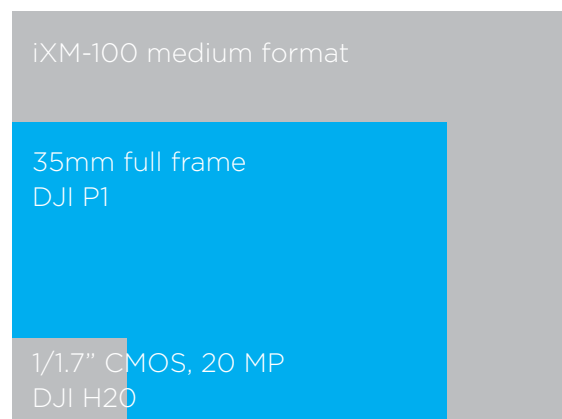 iXM-100 medium format
35mm full frame
DJI P1
1/1.7” CMOS, 20 MP
DJI H20